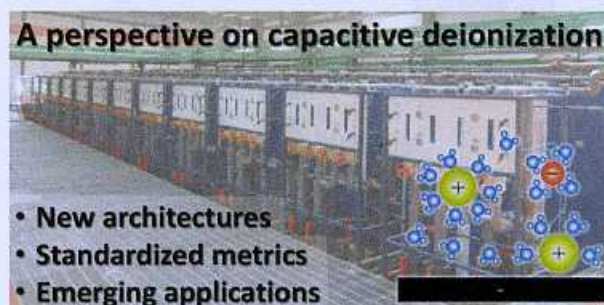 A perspective on capacitive deionization
• New architectures
• Standardized metrics
• Emerging applications
+
−
+
-